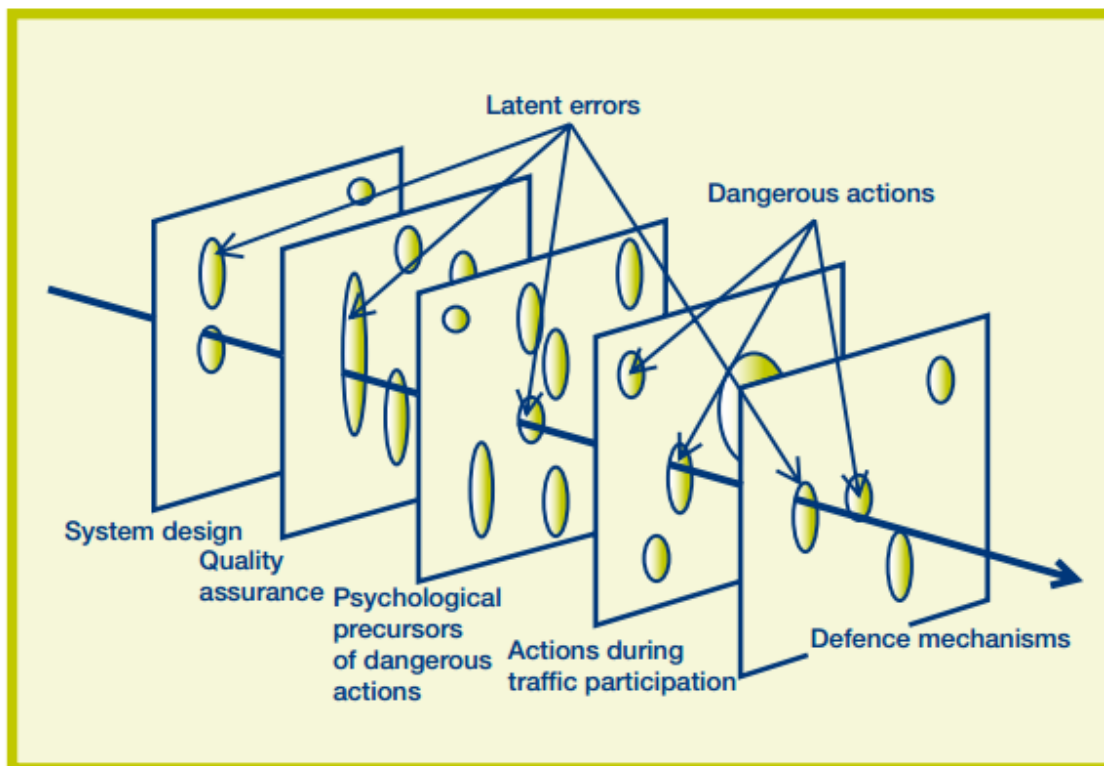 Latent errors
Dangerous actions
System design
Quality
assurance
Psychological
precursors
of dangerous
actions
Actions during
traffic participation
Defence mechanisms